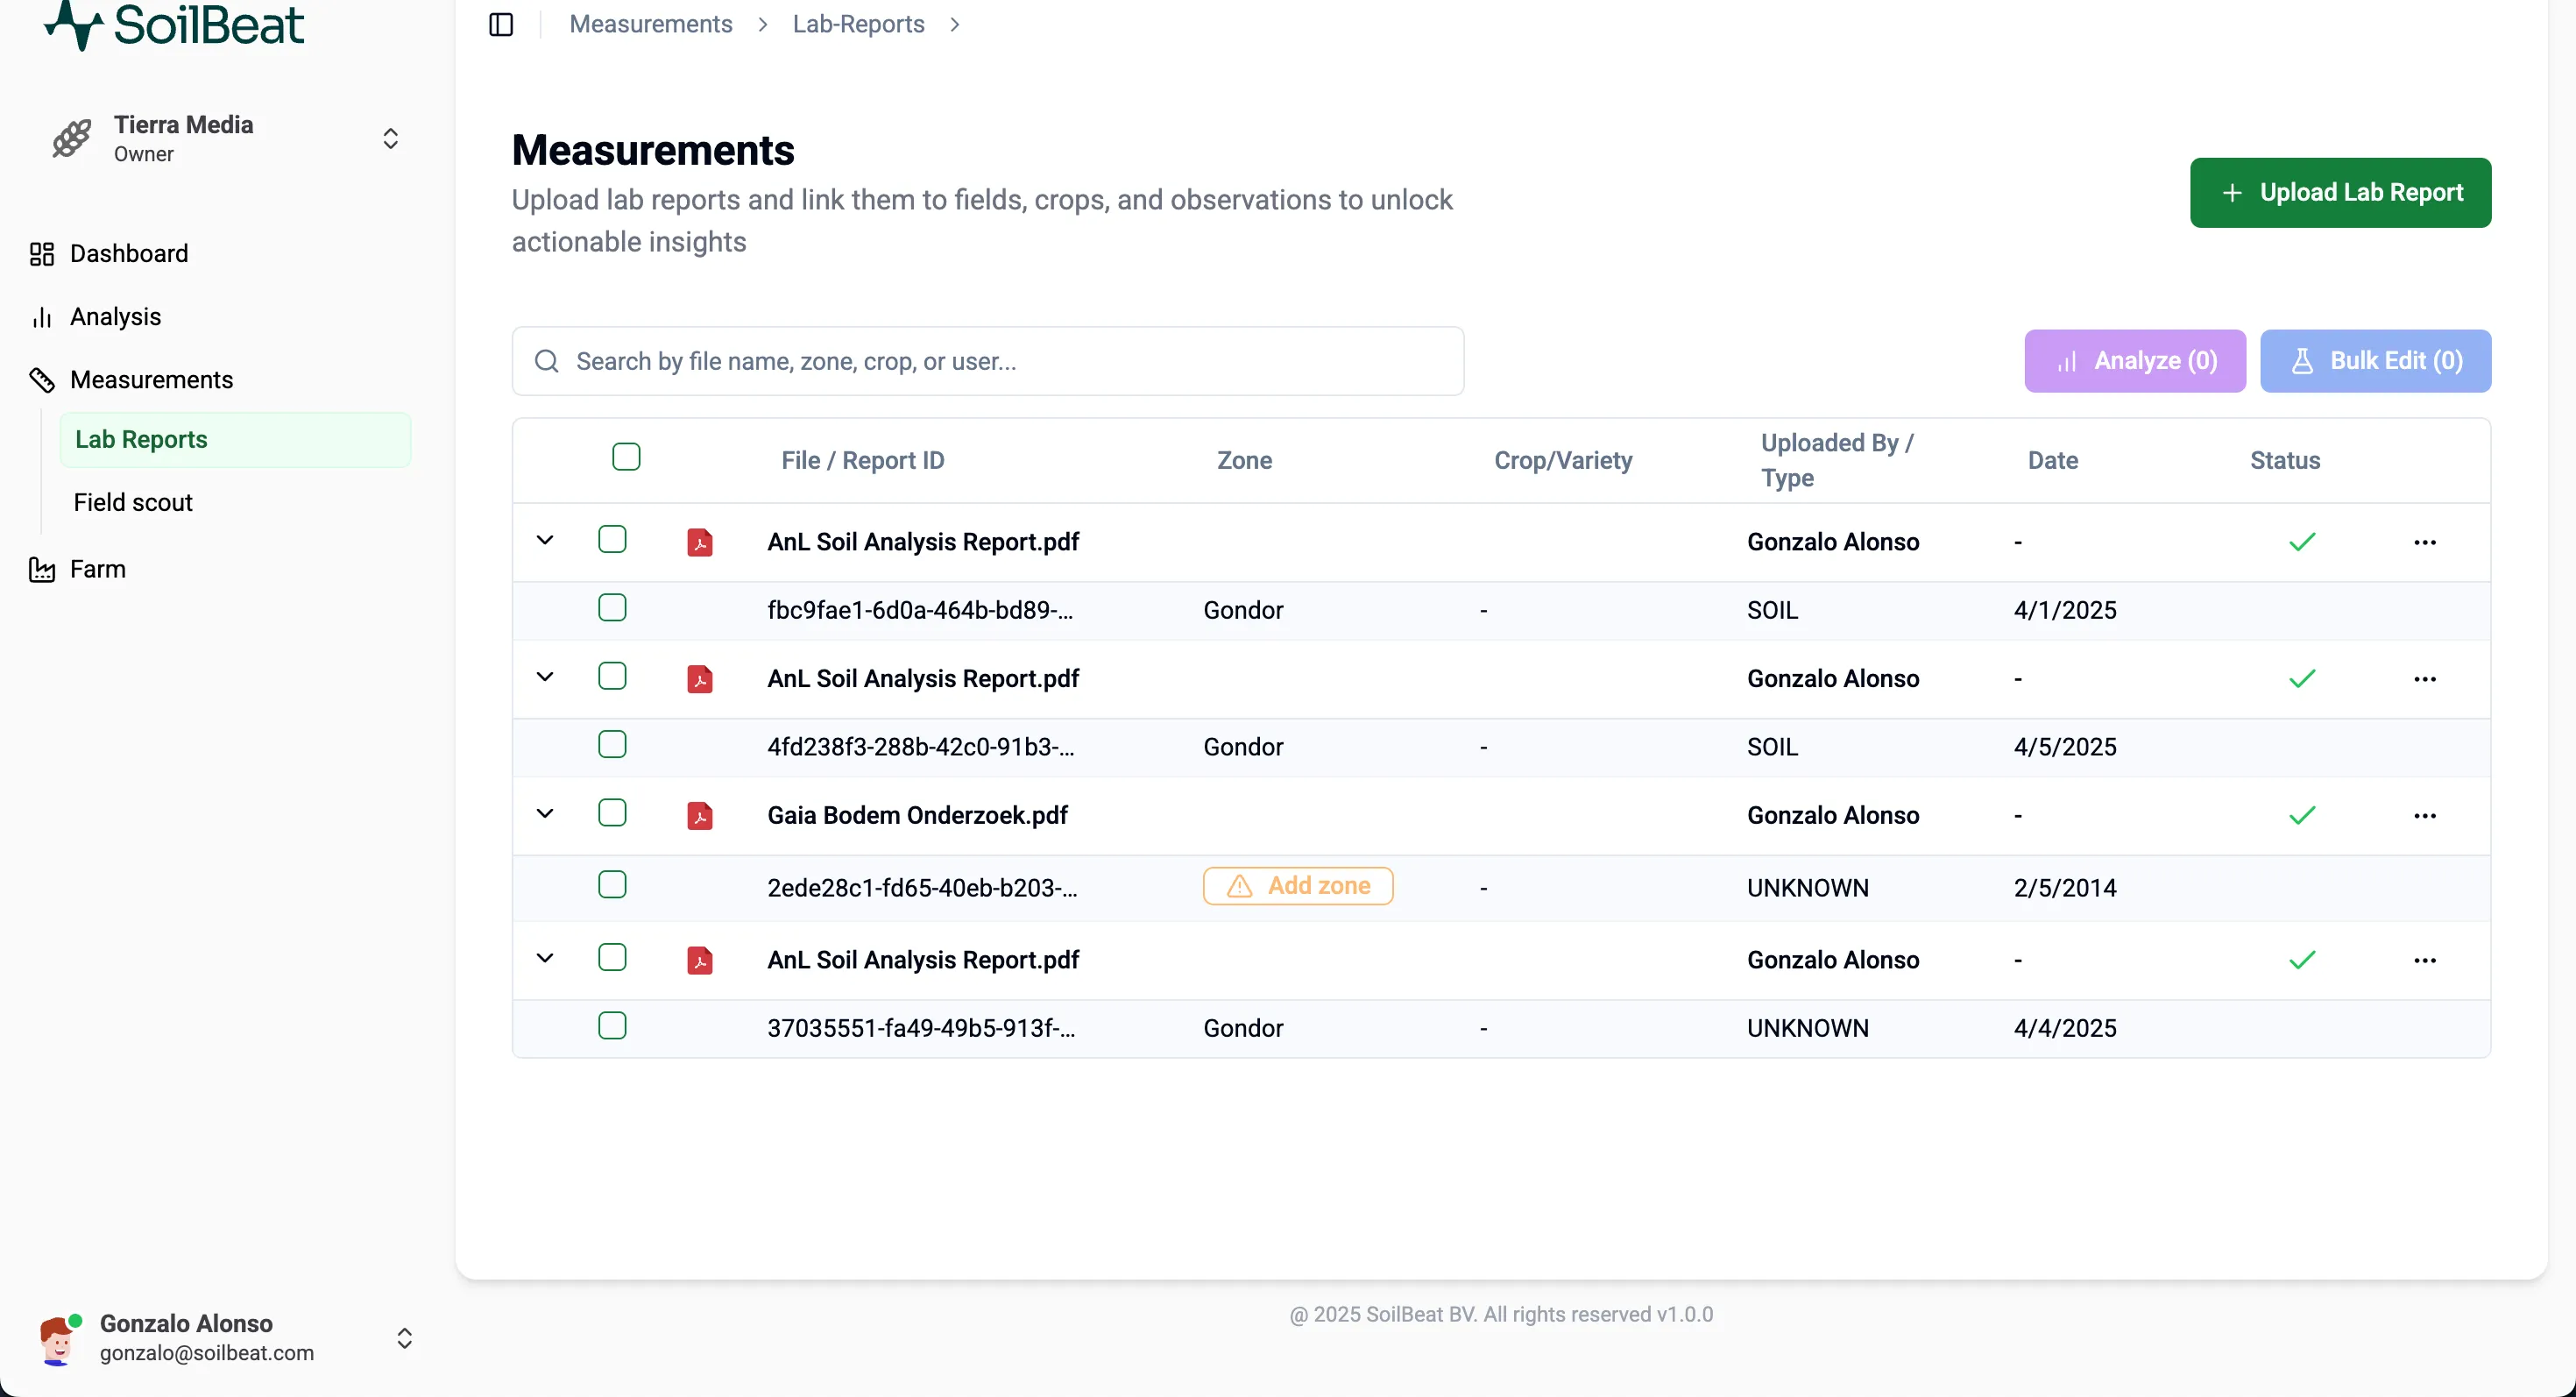 SoilBeat
Tierra Media
Owner
Dashboard
Analysis
Measurements
Lab Reports
Field scout
Farm
Gonzalo Alonso
gonzalo@soilbeat.com
Measurements > Lab-Reports >
Measurements
Upload lab reports and link them to fields, crops, and observations to unlock
actionable insights
+ Upload Lab Report
Search by file name, zone, crop, or user...
Analyze (0)
Bulk Edit (0)
File / Report ID Zone Crop/Variety Uploaded By / Type Date Status
AnL Soil Analysis Report.pdf Gonzalo Alonso - ...
fbc9fae1-6d0a-464b-bd89-... Gondor - SOIL 4/1/2025
AnL Soil Analysis Report.pdf Gonzalo Alonso - ...
4fd238f3-288b-42c0-91b3-... Gondor - SOIL 4/5/2025
Gaia Bodem Onderzoek.pdf Gonzalo Alonso - ...
2ede28c1-fd65-40eb-b203-... Add zone - UNKNOWN 2/5/2014
AnL Soil Analysis Report.pdf Gonzalo Alonso - ...
37035551-fa49-49b5-913f-... Gondor - UNKNOWN 4/4/2025
@ 2025 SoilBeat BV. All rights reserved v1.0.0